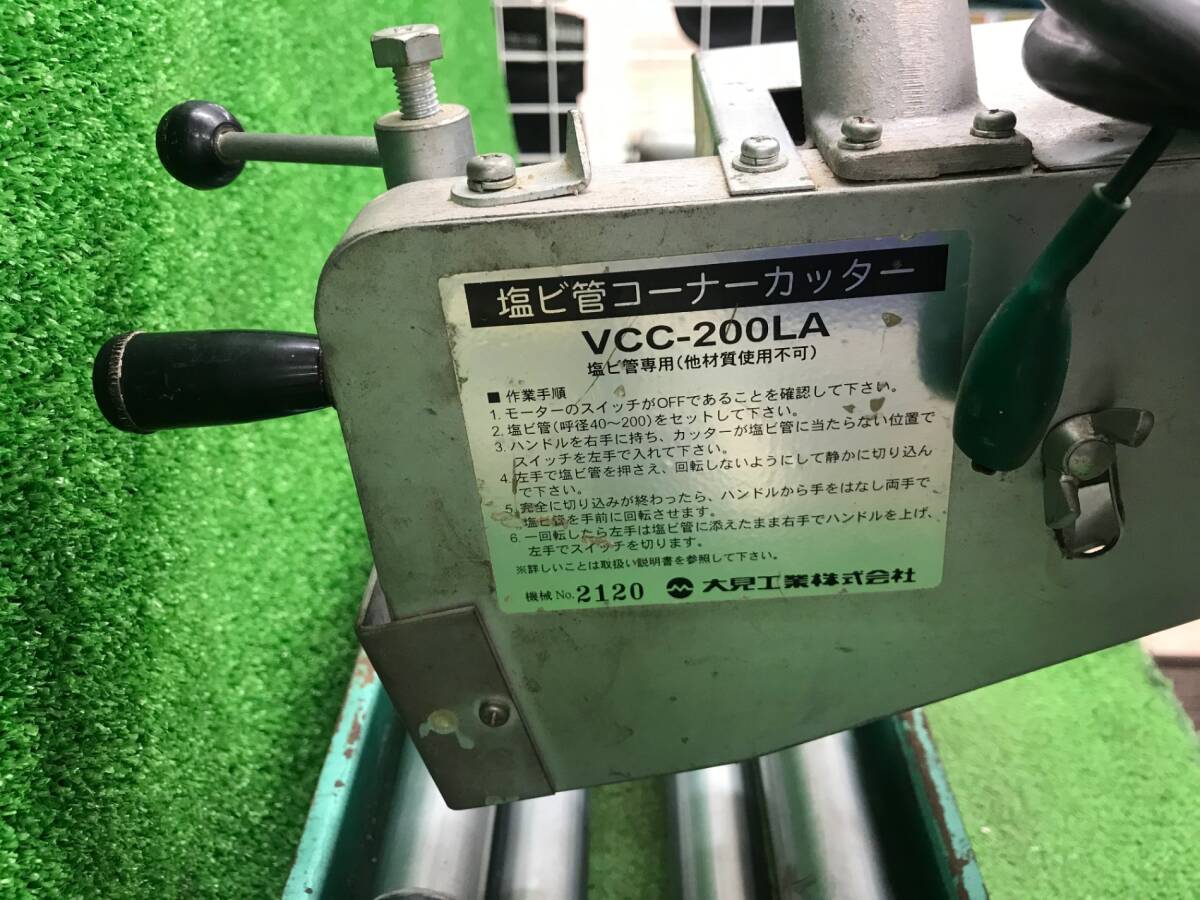 塩ビ管コーナーカッター
VCC-200LA
塩ビ管専用(他材質使用不可)
■ 作業手順
1. モーターのスイッチがOFFであることを確認して下さい。
2. 塩ビ管(呼径40〜200)をセットして下さい。
3. ハンドルを右手に持ち、カッターが塩ビ管に当たらない位置で
スイッチを左手で入れて下さい。
4. 左手で塩ビ管を押さえ、回転しないようにして静かに切り込ん
で下さい。
5. 完全に切り込みが終わったら、ハンドルから手をはなし両手で
塩ビ管を手前に回転させます。
6. 一回転したら左手は塩ビ管に添えたまま右手でハンドルを上げ、
左手でスイッチを切ります。
※詳しいことは取扱い説明書を参照して下さい。
機械 No. 2120 大見工業株式会社